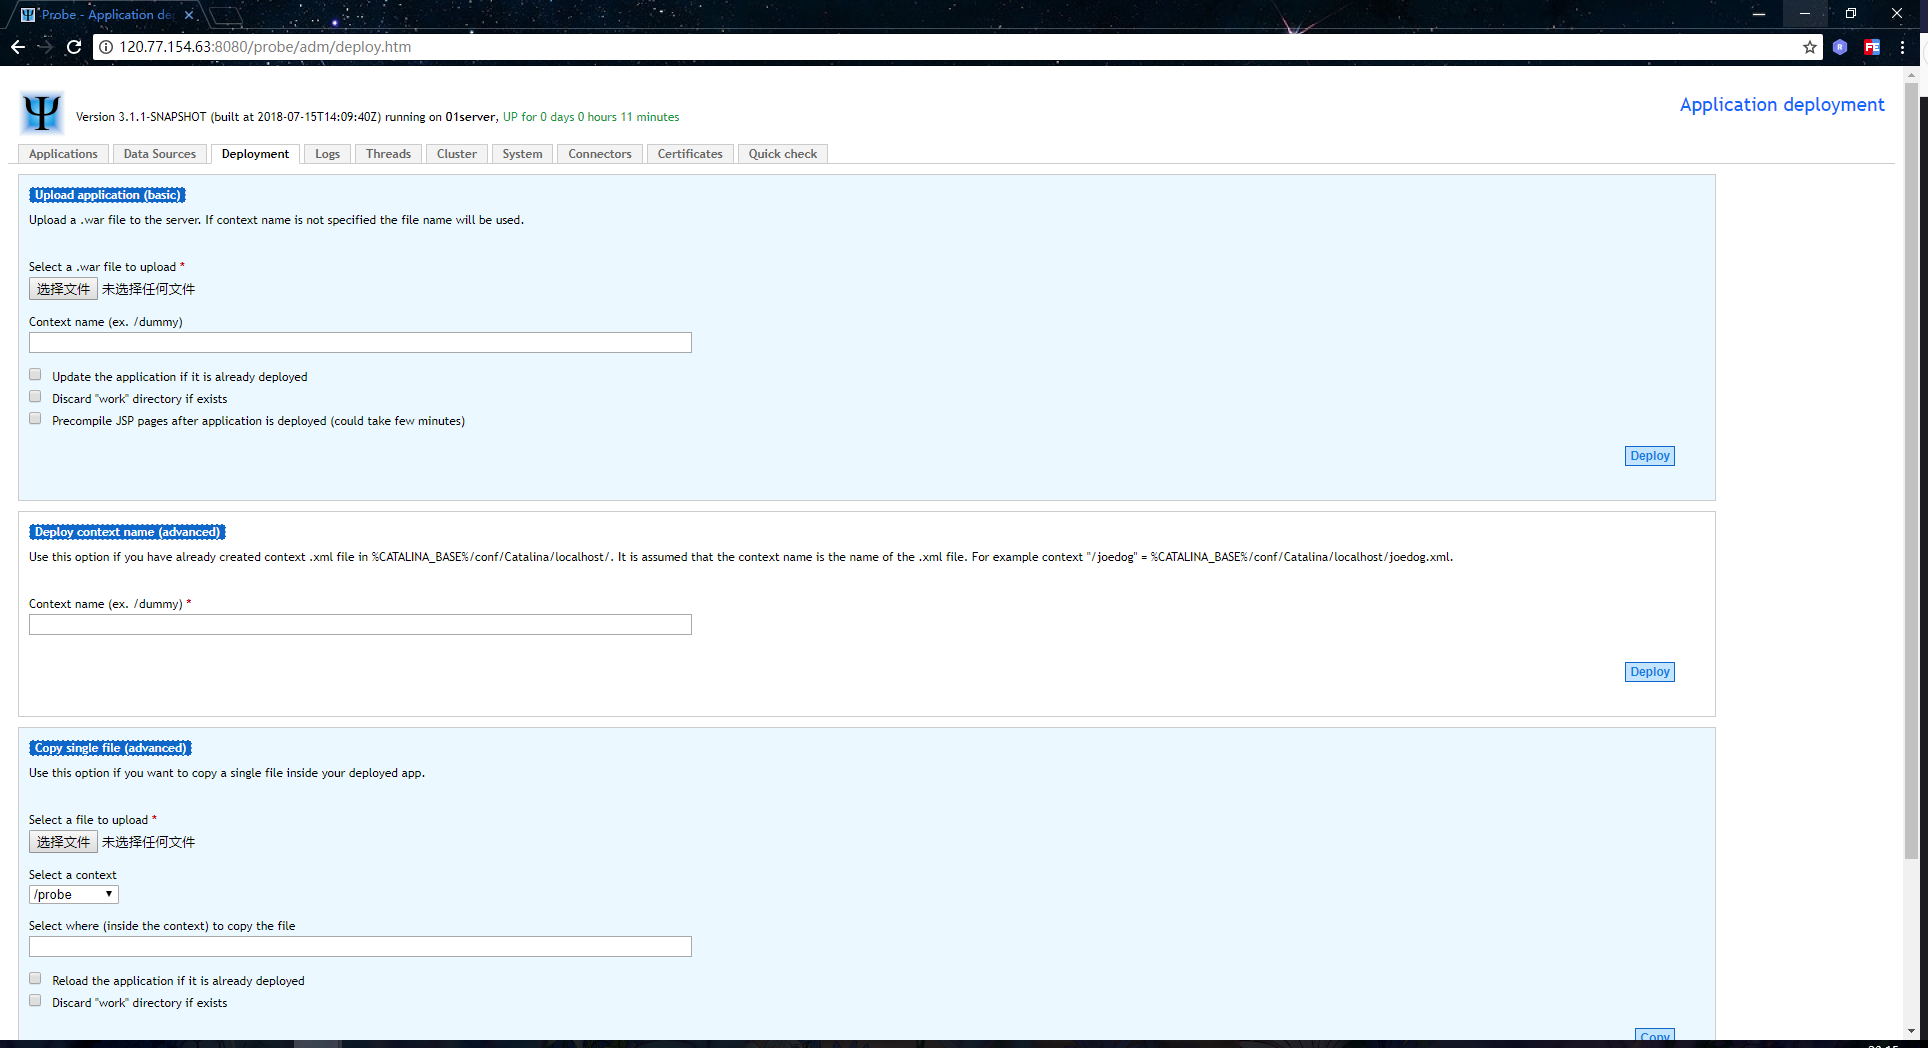 Probe - Application de
120.77.154.63:8080/probe/adm/deploy.htm
Version 3.1.1-SNAPSHOT (built at 2018-07-15T14:09:40Z) running on 01server, UP for 0 days 0 hours 11 minutes
Application deployment
Applications Data Sources Deployment Logs Threads Cluster System Connectors Certificates Quick check
Upload application (basic)
Upload a .war file to the server. If context name is not specified the file name will be used.
Select a .war file to upload *
选择文件 未选择任何文件
Context name (ex. /dummy)
Update the application if it is already deployed
Discard "work" directory if exists
Precompile JSP pages after application is deployed (could take few minutes)
Deploy
Deploy context name (advanced)
Use this option if you have already created context .xml file in %CATALINA_BASE%/conf/Catalina/localhost/. It is assumed that the context name is the name of the .xml file. For example context "/joedog" = %CATALINA_BASE%/conf/Catalina/localhost/joedog.xml.
Context name (ex. /dummy) *
Deploy
Copy single file (advanced)
Use this option if you want to copy a single file inside your deployed app.
Select a file to upload *
选择文件 未选择任何文件
Select a context
/probe
Select where (inside the context) to copy the file
Reload the application if it is already deployed
Discard "work" directory if exists
Copy